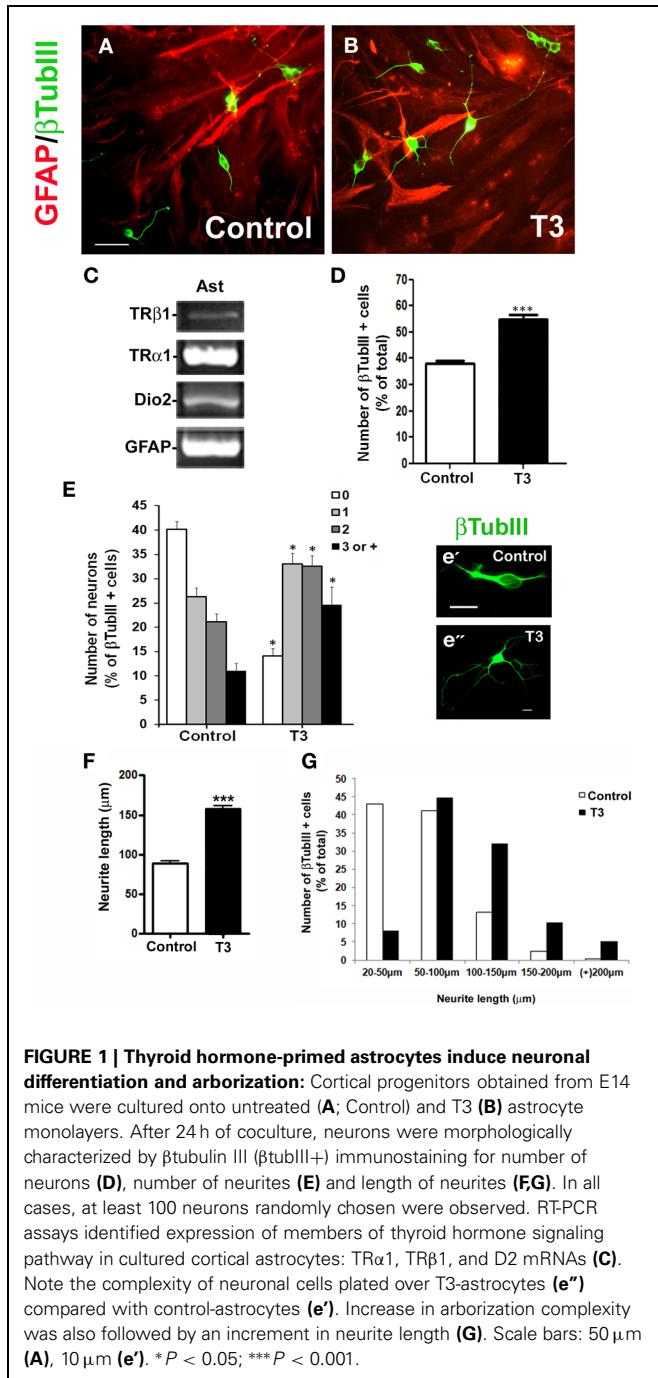 GFAP/βTubIII
A
Control
B
T3
C
Ast
TRβ1-
TRα1-
Dio2-
GFAP-
D
Number of βTubIII + cells
(% of total)
70
60
50
40
30
20
10
0
***
Control
T3
E
Number of neurons
(% of βTubIII + cells)
45
40
35
30
25
20
15
10
5
0
0
1
2
3 or +
*
*
*
*
Control
T3
βTubIII
e′
Control
e″
T3
F
Neurite length (μm)
200
150
100
50
0
***
Control
T3
G
Number of βTubIII + cells
(% of total)
50
45
40
35
30
25
20
15
10
5
0
Control
T3
20-50μm
50-100μm
100-150μm
150-200μm
(+)200μm
Neurite length (μm)
FIGURE 1 | Thyroid hormone-primed astrocytes induce neuronal
differentiation and arborization: Cortical progenitors obtained from E14
mice were cultured onto untreated (A; Control) and T3 (B) astrocyte
monolayers. After 24 h of coculture, neurons were morphologically
characterized by βtubulin III (βtubIII+) immunostaining for number of
neurons (D), number of neurites (E) and length of neurites (F,G). In all
cases, at least 100 neurons randomly chosen were observed. RT-PCR
assays identified expression of members of thyroid hormone signaling
pathway in cultured cortical astrocytes: TRα1, TRβ1, and D2 mRNAs (C).
Note the complexity of neuronal cells plated over T3-astrocytes (e″)
compared with control-astrocytes (e′). Increase in arborization complexity
was also followed by an increment in neurite length (G). Scale bars: 50 μm
(A), 10 μm (e′). *P < 0.05; ***P < 0.001.